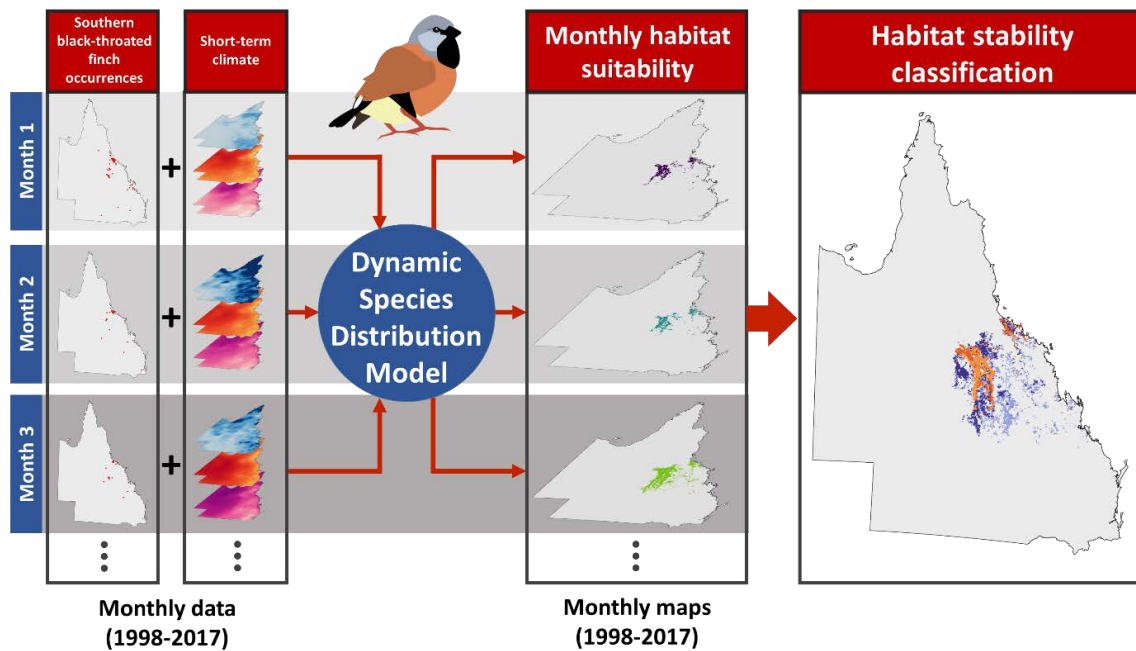 Southern
black-throated
finch
occurrences
Short-term
climate
Monthly habitat
suitability
Habitat stability
classification
Month 1
+
Month 2
+
Month 3
+
Dynamic
Species
Distribution
Model
Monthly data
(1998-2017)
Monthly maps
(1998-2017)